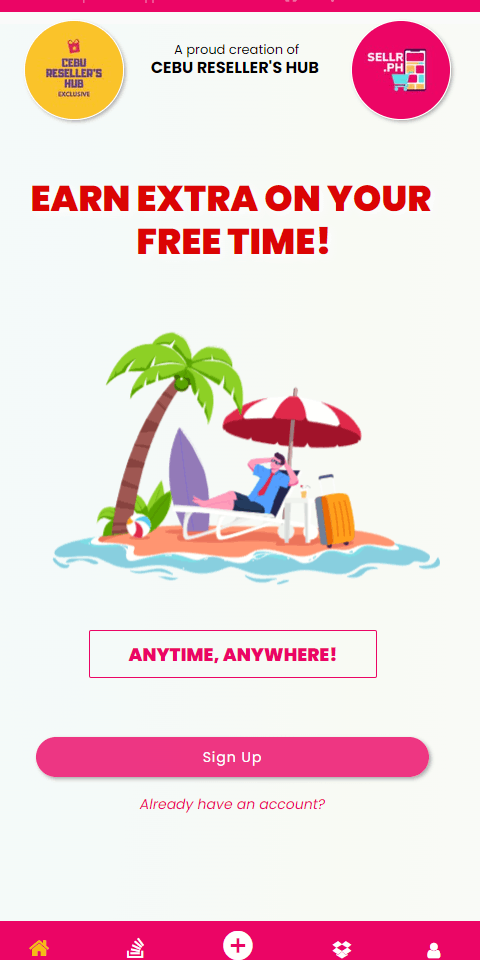 A proud creation of
CEBU RESELLER'S HUB
CEBU
RESELLER'S
HUB
EXCLUSIVE
SELLR
.PH
EARN EXTRA ON YOUR
FREE TIME!
ANYTIME, ANYWHERE!
Sign Up
Already have an account?